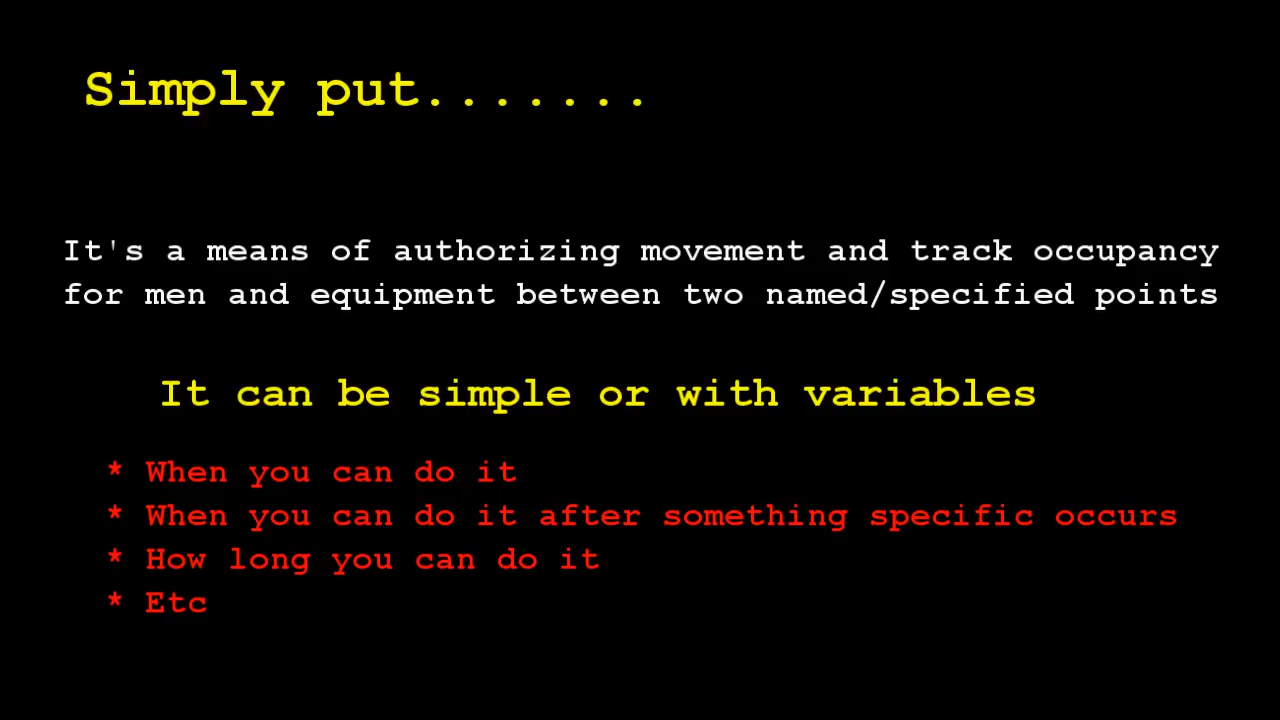 Simply put.......
It's a means of authorizing movement and track occupancy
for men and equipment between two named/specified points
It can be simple or with variables
* When you can do it
* When you can do it after something specific occurs
* How long you can do it
* Etc